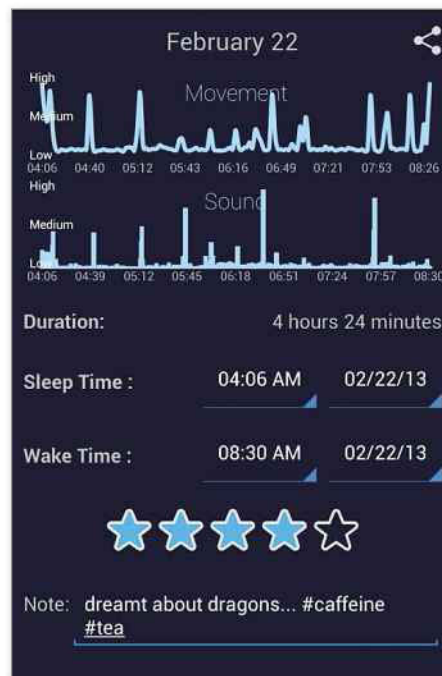 February 22
High
Movement
Medium
Low
04:06 04:40 05:12 05:43 06:16 06:49 07:21 07:53 08:26
High
Sound
Medium
Low
04:06 04:39 05:12 05:45 06:18 06:51 07:24 07:57 08:30
Duration: 4 hours 24 minutes
Sleep Time : 04:06 AM 02/22/13
Wake Time : 08:30 AM 02/22/13
Note: dreamt about dragons... #caffeine
#tea